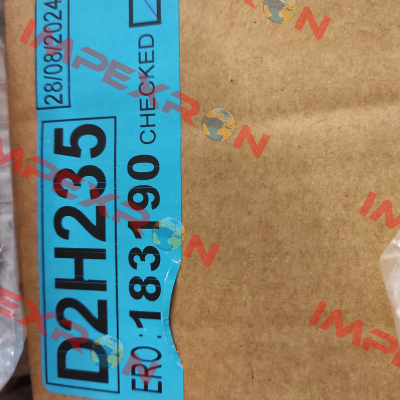 28/08/2024
D2H235
ERO: 183190 CHECKED
IMPEXRON
IMPEXRON
IMPEXRON
IMPEXRON
IMPEXRON